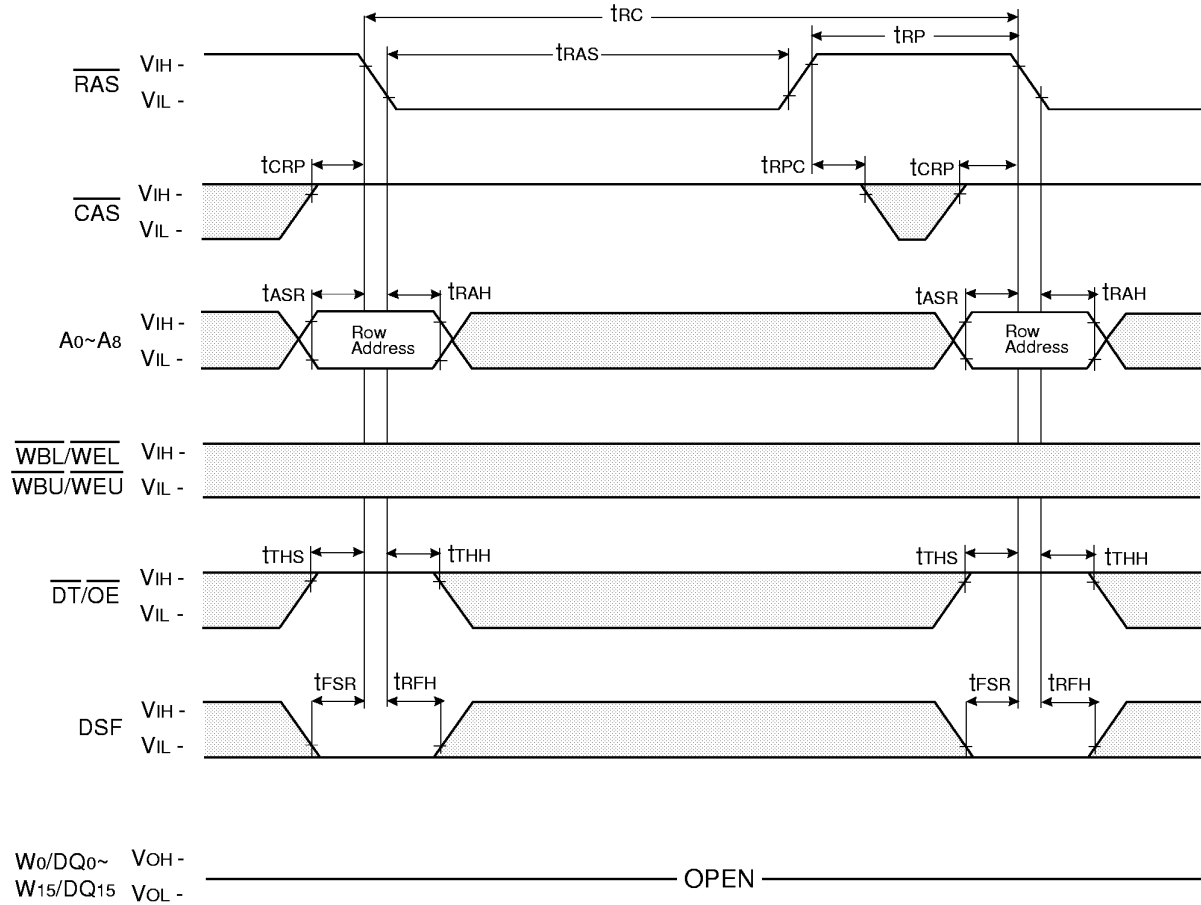 tRC
tRP
RAS VIH - tRAS
VIL -
tCRP tRPC tCRP
CAS VIH -
VIL -
tASR tRAH tASR tRAH
A0~A8 VIH - Row Address Row Address
VIL -
WBL/WEL VIH -
WBU/WEU VIL -
tTHS tTHH tTHS tTHH
DT/OE VIH -
VIL -
tFSR tRFH tFSR tRFH
DSF VIH -
VIL -
W0/DQ0~ VOH -
W15/DQ15 VOL - OPEN